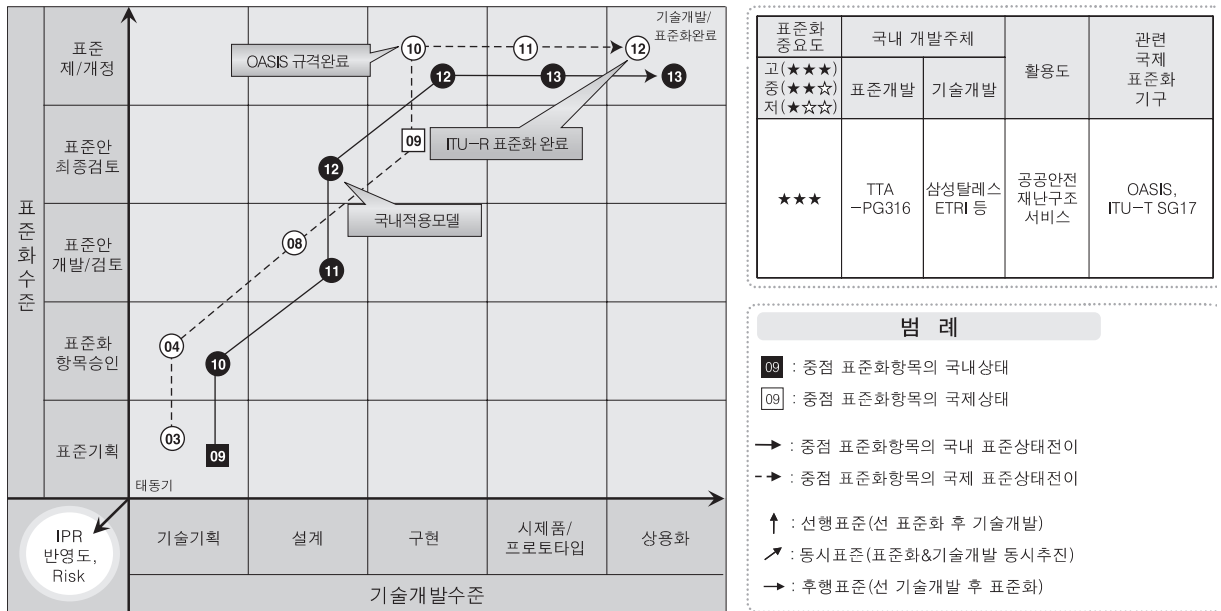 표준화수준
표준
제/개정
표준안
최종검토
표준안
개발/검토
표준화
항목승인
표준기획
기술개발/
표준화완료
OASIS 규격완료
10
11
12
12
13
13
09
ITU-R 표준화 완료
12
국내적용모델
08
11
04
10
03
09
태동기
IPR
반영도,
Risk
기술기획
설계
구현
시제품/
프로토타입
상용화
기술개발수준
표준화
중요도
고(★★★)
중(★★☆)
저(★☆☆)
국내 개발주체
표준개발
기술개발
활용도
관련
국제
표준화
기구
★★★
TTA
-PG316
삼성탈레스
ETRI 등
공공안전
재난구조
서비스
OASIS,
ITU-T SG17
범 례
09 : 중점 표준화항목의 국내상태
09 : 중점 표준화항목의 국제상태
: 중점 표준화항목의 국내 표준상태전이
: 중점 표준화항목의 국제 표준상태전이
: 선행표준(선 표준화 후 기술개발)
: 동시표준(표준화&기술개발 동시추진)
: 후행표준(선 기술개발 후 표준화)